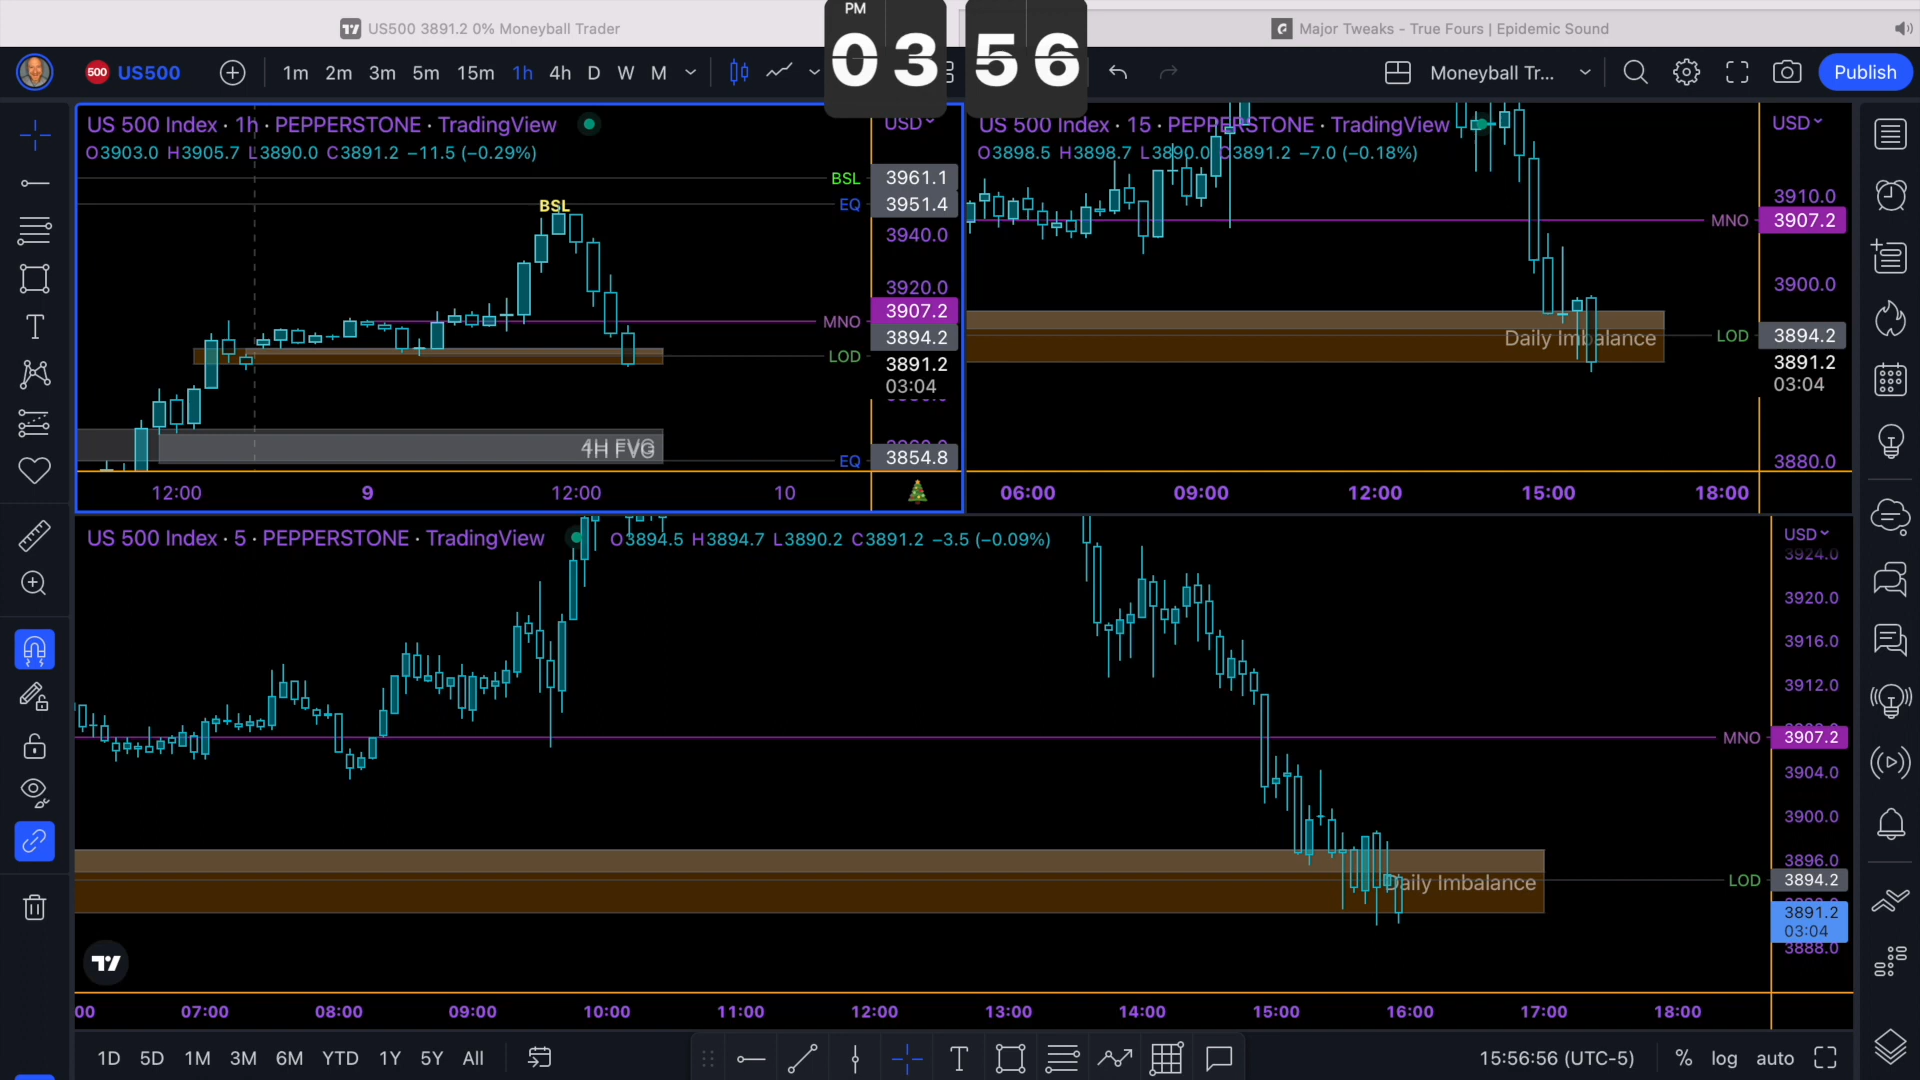 US500 3891.2 0% Moneyball Trader
Major Tweaks - True Fours | Epidemic Sound
PM
03 56
500 US500
1m 2m 3m 5m 15m 1h 4h D W M
Moneyball Tr...
Publish
US 500 Index · 1h · PEPPERSTONE · TradingView
O3903.0 H3905.7 L3890.0 C3891.2 −11.5 (−0.29%)
USD
BSL 3961.1
EQ 3951.4
BSL
3940.0
3920.0
3907.2
MNO
3894.2
LOD
3891.2
03:04
4H FVG
EQ 3854.8
12:00 9 12:00 10
US 500 Index · 15 · PEPPERSTONE · TradingView
O3898.5 H3898.7 L3890.0 C3891.2 −7.0 (−0.18%)
USD
3910.0
MNO 3907.2
3900.0
Daily Imbalance
LOD 3894.2
3891.2
03:04
3880.0
06:00 09:00 12:00 15:00 18:00
US 500 Index · 5 · PEPPERSTONE · TradingView
O3894.5 H3894.7 L3890.2 C3891.2 −3.5 (−0.09%)
USD
3924.0
3920.0
3916.0
3912.0
MNO 3907.2
3904.0
3900.0
3896.0
Daily Imbalance
LOD 3894.2
3891.2
03:04
3888.0
00 07:00 08:00 09:00 10:00 11:00 12:00 13:00 14:00 15:00 16:00 17:00 18:00
1D 5D 1M 3M 6M YTD 1Y 5Y All
15:56:56 (UTC-5) % log auto